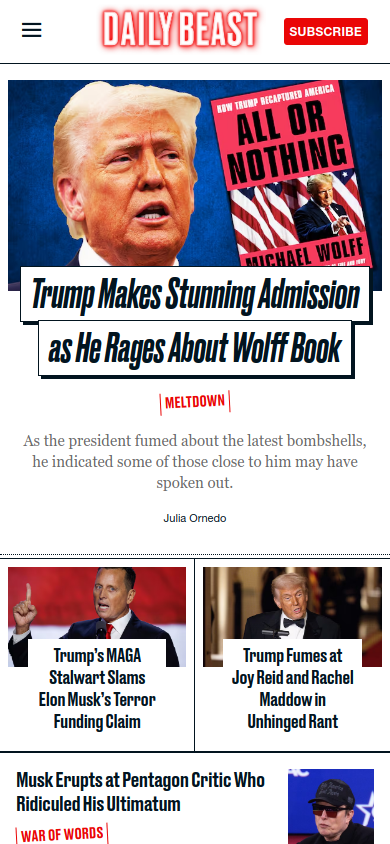 DAILY BEAST
SUBSCRIBE
HOW TRUMP RECAPTURED AMERICA
ALL OR
NOTHING
MICHAEL WOLFF
Trump Makes Stunning Admission
as He Rages About Wolff Book
MELTDOWN
As the president fumed about the latest bombshells,
he indicated some of those close to him may have
spoken out.
Julia Ornedo
Trump’s MAGA
Stalwart Slams
Elon Musk’s Terror
Funding Claim
Trump Fumes at
Joy Reid and Rachel
Maddow in
Unhinged Rant
Musk Erupts at Pentagon Critic Who
Ridiculed His Ultimatum
WAR OF WORDS